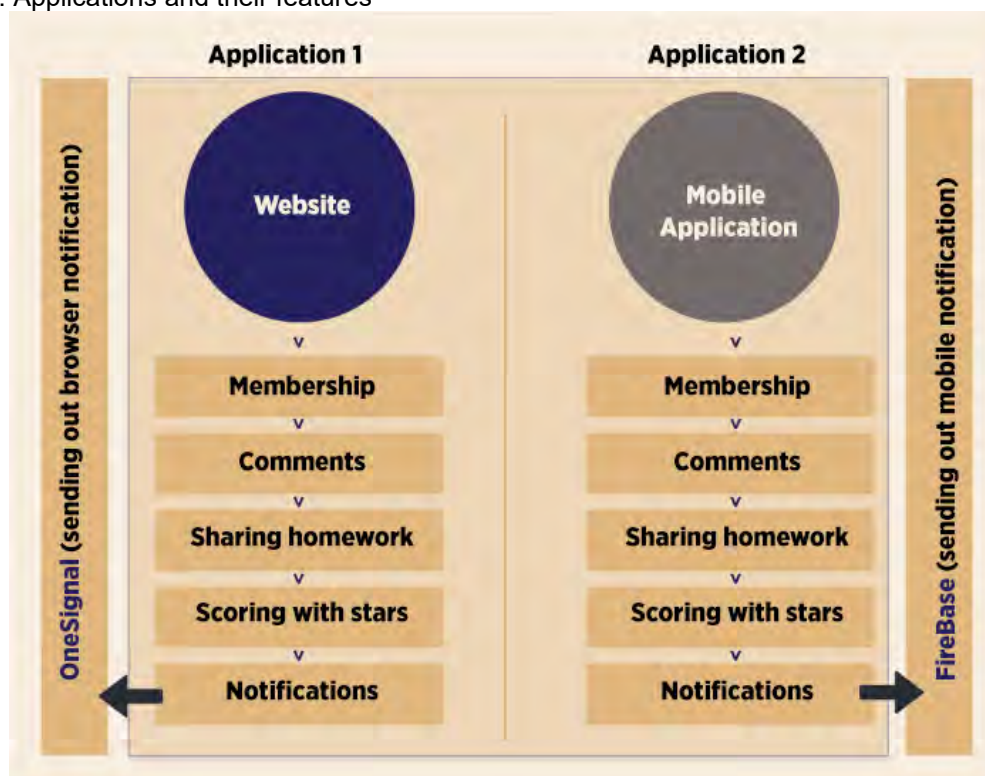 . Applications and their features
Application 1
Application 2
OneSignal (sending out browser notification)
Website
Membership
Comments
Sharing homework
Scoring with stars
Notifications
Mobile
Application
Membership
Comments
Sharing homework
Scoring with stars
Notifications
FireBase (sending out mobile notification)